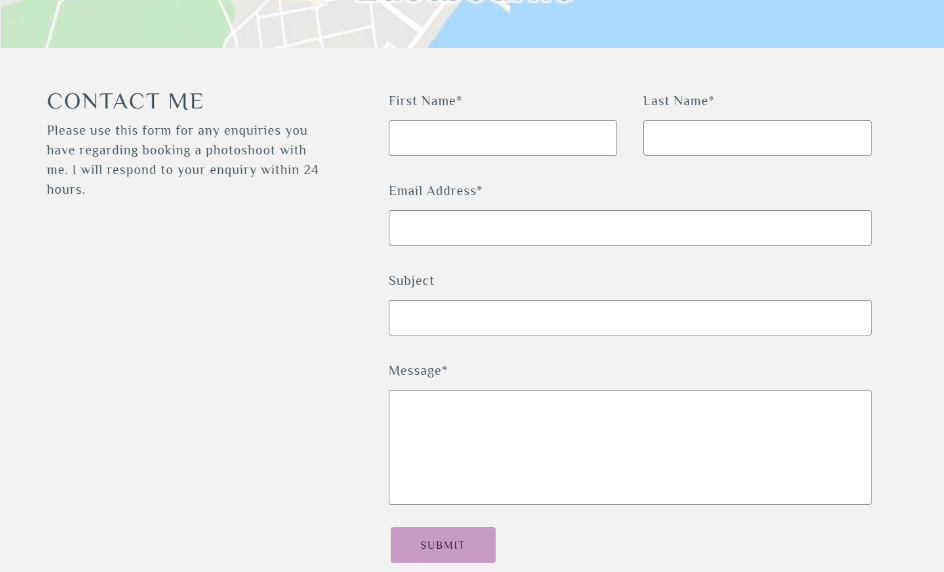 CONTACT ME
Please use this form for any enquiries you
have regarding booking a photoshoot with
me. I will respond to your enquiry within 24
hours.
First Name*
Last Name*
Email Address*
Subject
Message*
SUBMIT